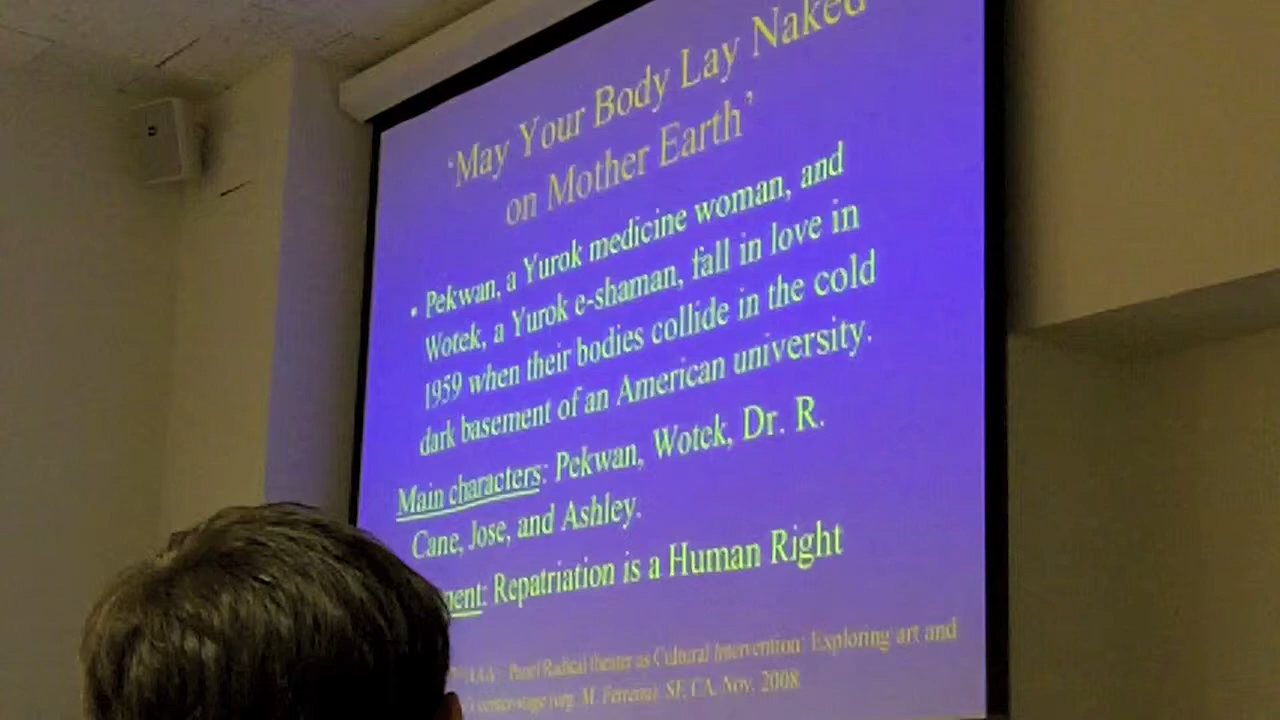 'May Your Body Lay Naked
on Mother Earth'
• Pekwan, a Yurok medicine woman, and
Wotek, a Yurok e-shaman, fall in love in
1959 when their bodies collide in the cold
dark basement of an American university.
Main characters: Pekwan, Wotek, Dr. R.
Cane, Jose, and Ashley.
Repatriation is a Human Right
AAA Panel Radical theater as Cultural Intervention: Exploring art and
M. Ferreira, SF, CA, Nov. 2008